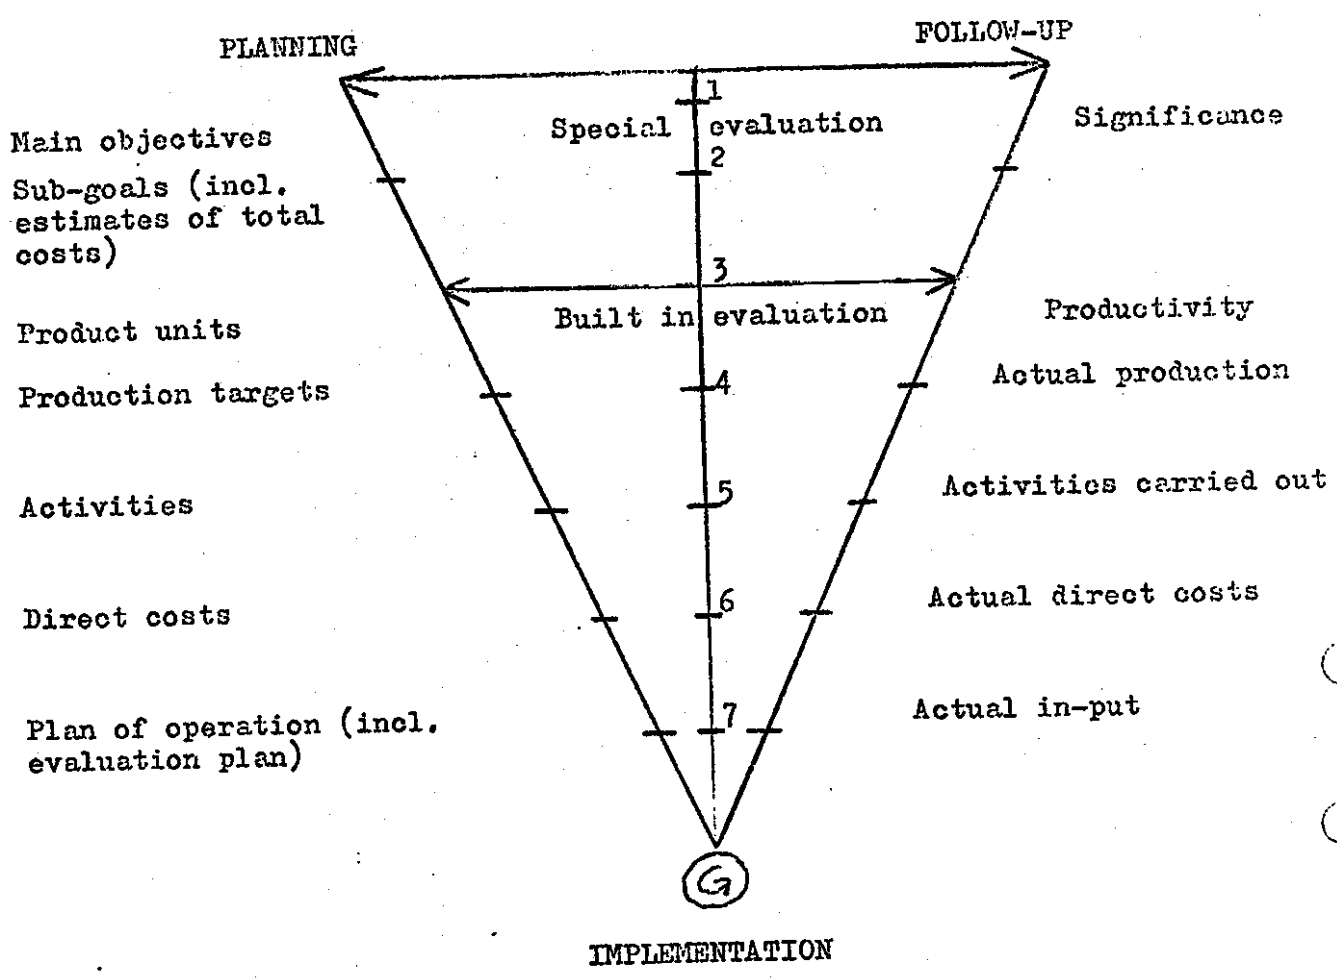 PLANNING
FOLLOW-UP
1
Main objectives
Special evaluation
Significance
2
Sub-goals (incl.
estimates of total
costs)
3
Product units
Built in evaluation
Productivity
Production targets
4
Actual production
Activities
5
Activities carried out
Direct costs
6
Actual direct costs
Plan of operation (incl.
evaluation plan)
7
Actual in-put
G
IMPLEMENTATION